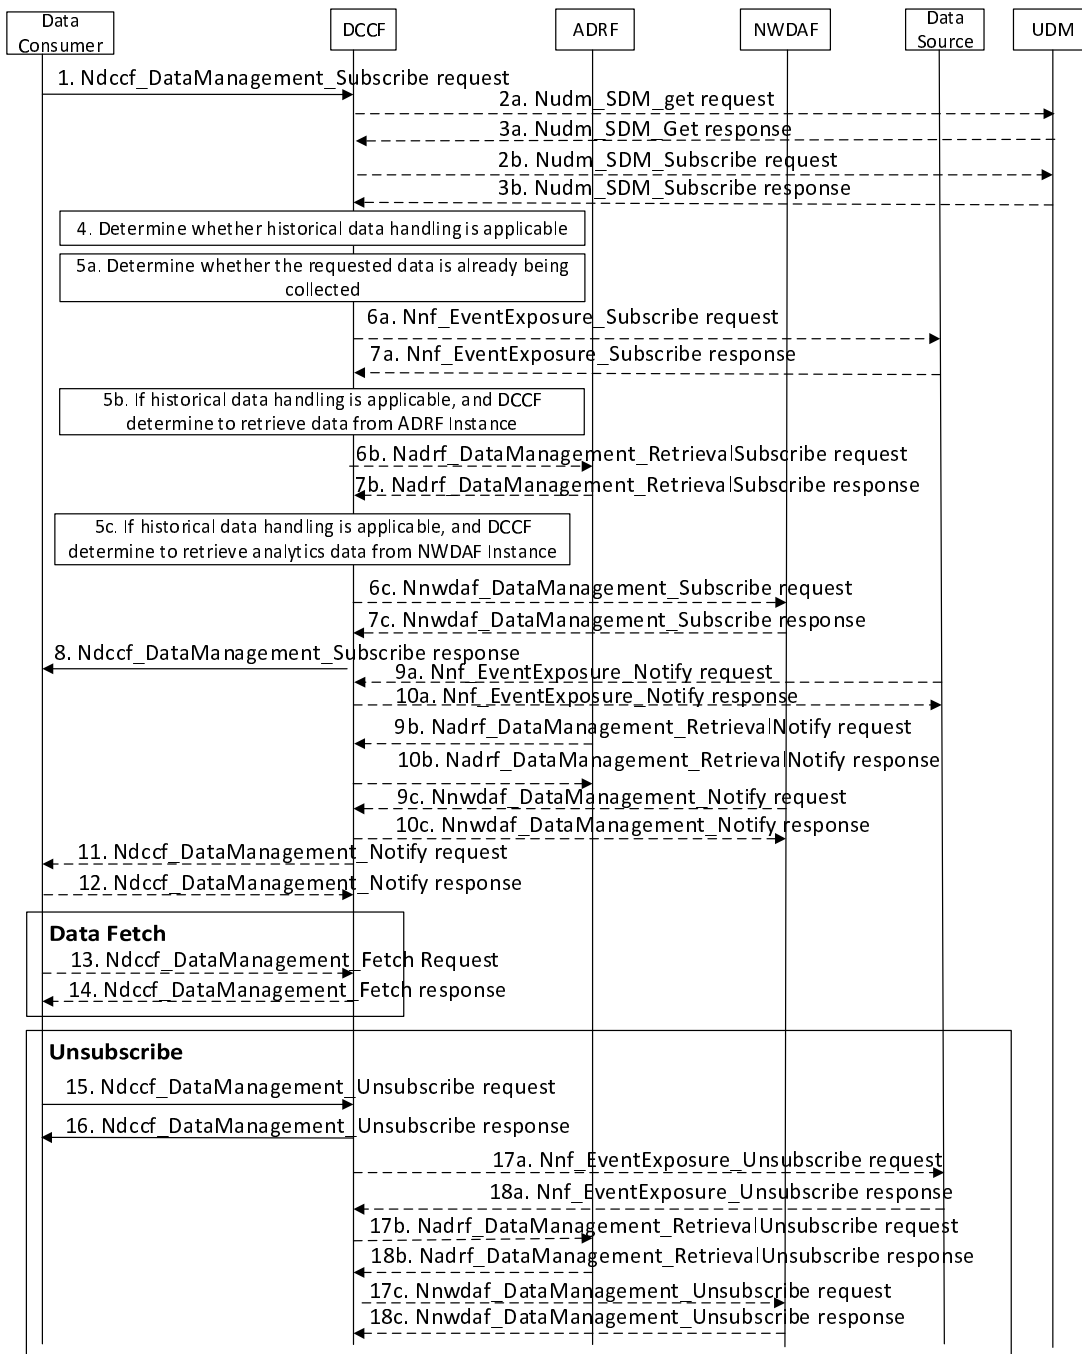 Data
Consumer
DCCF
ADRF
NWDAF
Data
Source
UDM
1. Ndccf_DataManagement_Subscribe request
2a. Nudm_SDM_get request
3a. Nudm_SDM_Get response
2b. Nudm_SDM_Subscribe request
3b. Nudm_SDM_Subscribe response
4. Determine whether historical data handling is applicable
5a. Determine whether the requested data is already being
collected
6a. Nnf_EventExposure_Subscribe request
7a. Nnf_EventExposure_Subscribe response
5b. If historical data handling is applicable, and DCCF
determine to retrieve data from ADRF Instance
6b. Nadrf_DataManagement_RetrievalSubscribe request
7b. Nadrf_DataManagement_RetrievalSubscribe response
5c. If historical data handling is applicable, and DCCF
determine to retrieve analytics data from NWDAF Instance
6c. Nnwdaf_DataManagement_Subscribe request
7c. Nnwdaf_DataManagement_Subscribe response
8. Ndccf_DataManagement_Subscribe response
9a. Nnf_EventExposure_Notify request
10a. Nnf_EventExposure_Notify response
9b. Nadrf_DataManagement_RetrievalNotify request
10b. Nadrf_DataManagement_RetrievalNotify response
9c. Nnwdaf_DataManagement_Notify request
10c. Nnwdaf_DataManagement_Notify response
11. Ndccf_DataManagement_Notify request
12. Ndccf_DataManagement_Notify response
Data Fetch
13. Ndccf_DataManagement_Fetch Request
14. Ndccf_DataManagement_Fetch response
Unsubscribe
15. Ndccf_DataManagement_Unsubscribe request
16. Ndccf_DataManagement_Unsubscribe response
17a. Nnf_EventExposure_Unsubscribe request
18a. Nnf_EventExposure_Unsubscribe response
17b. Nadrf_DataManagement_RetrievalUnsubscribe request
18b. Nadrf_DataManagement_RetrievalUnsubscribe response
17c. Nnwdaf_DataManagement_Unsubscribe request
18c. Nnwdaf_DataManagement_Unsubscribe response